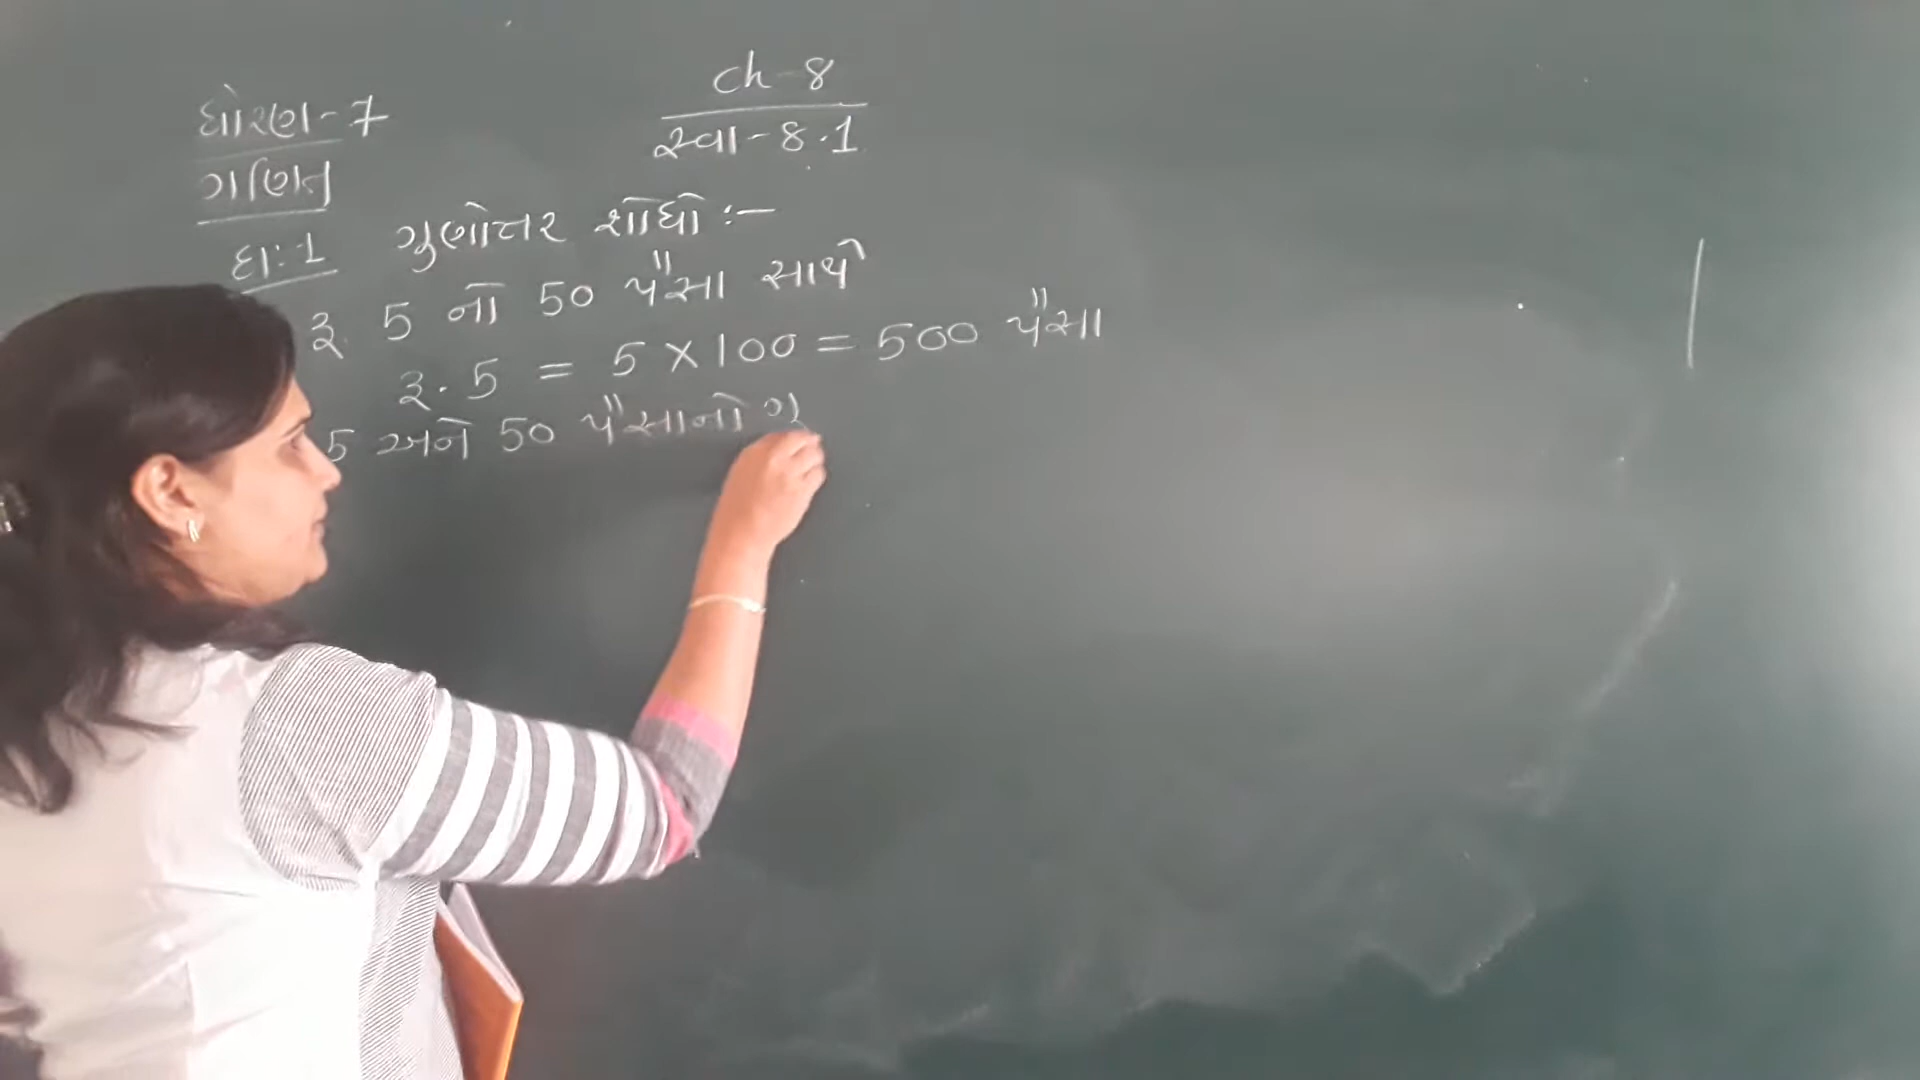 ધોરણ-7
ગણિત
Ch-8
સ્વા-8.1
દા:1 ગુણોત્તર શોધો :-
રૂ. 5 નો 50 પૈસા સાથે
રૂ. 5 = 5 × 100 = 500 પૈસા
5 અને 50 પૈસાનો ગુ